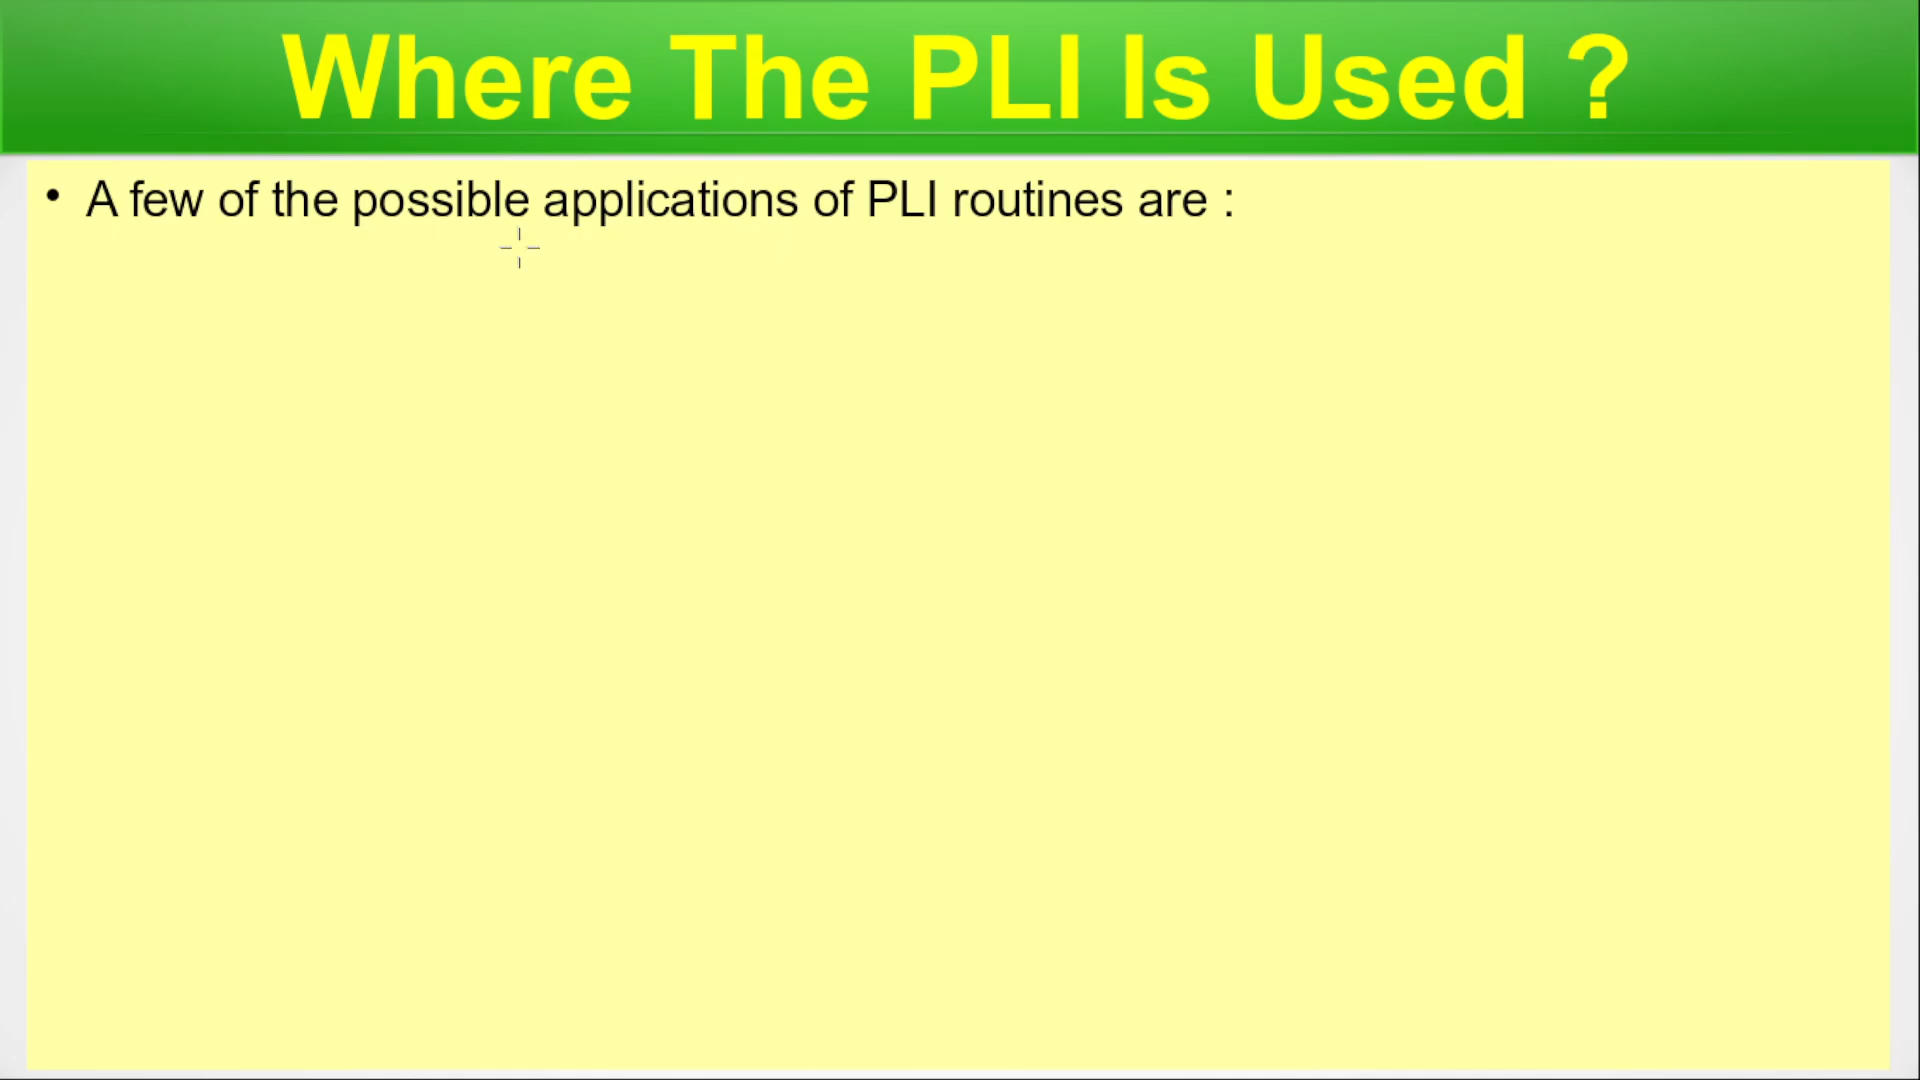 Where The PLI Is Used ?
• A few of the possible applications of PLI routines are :